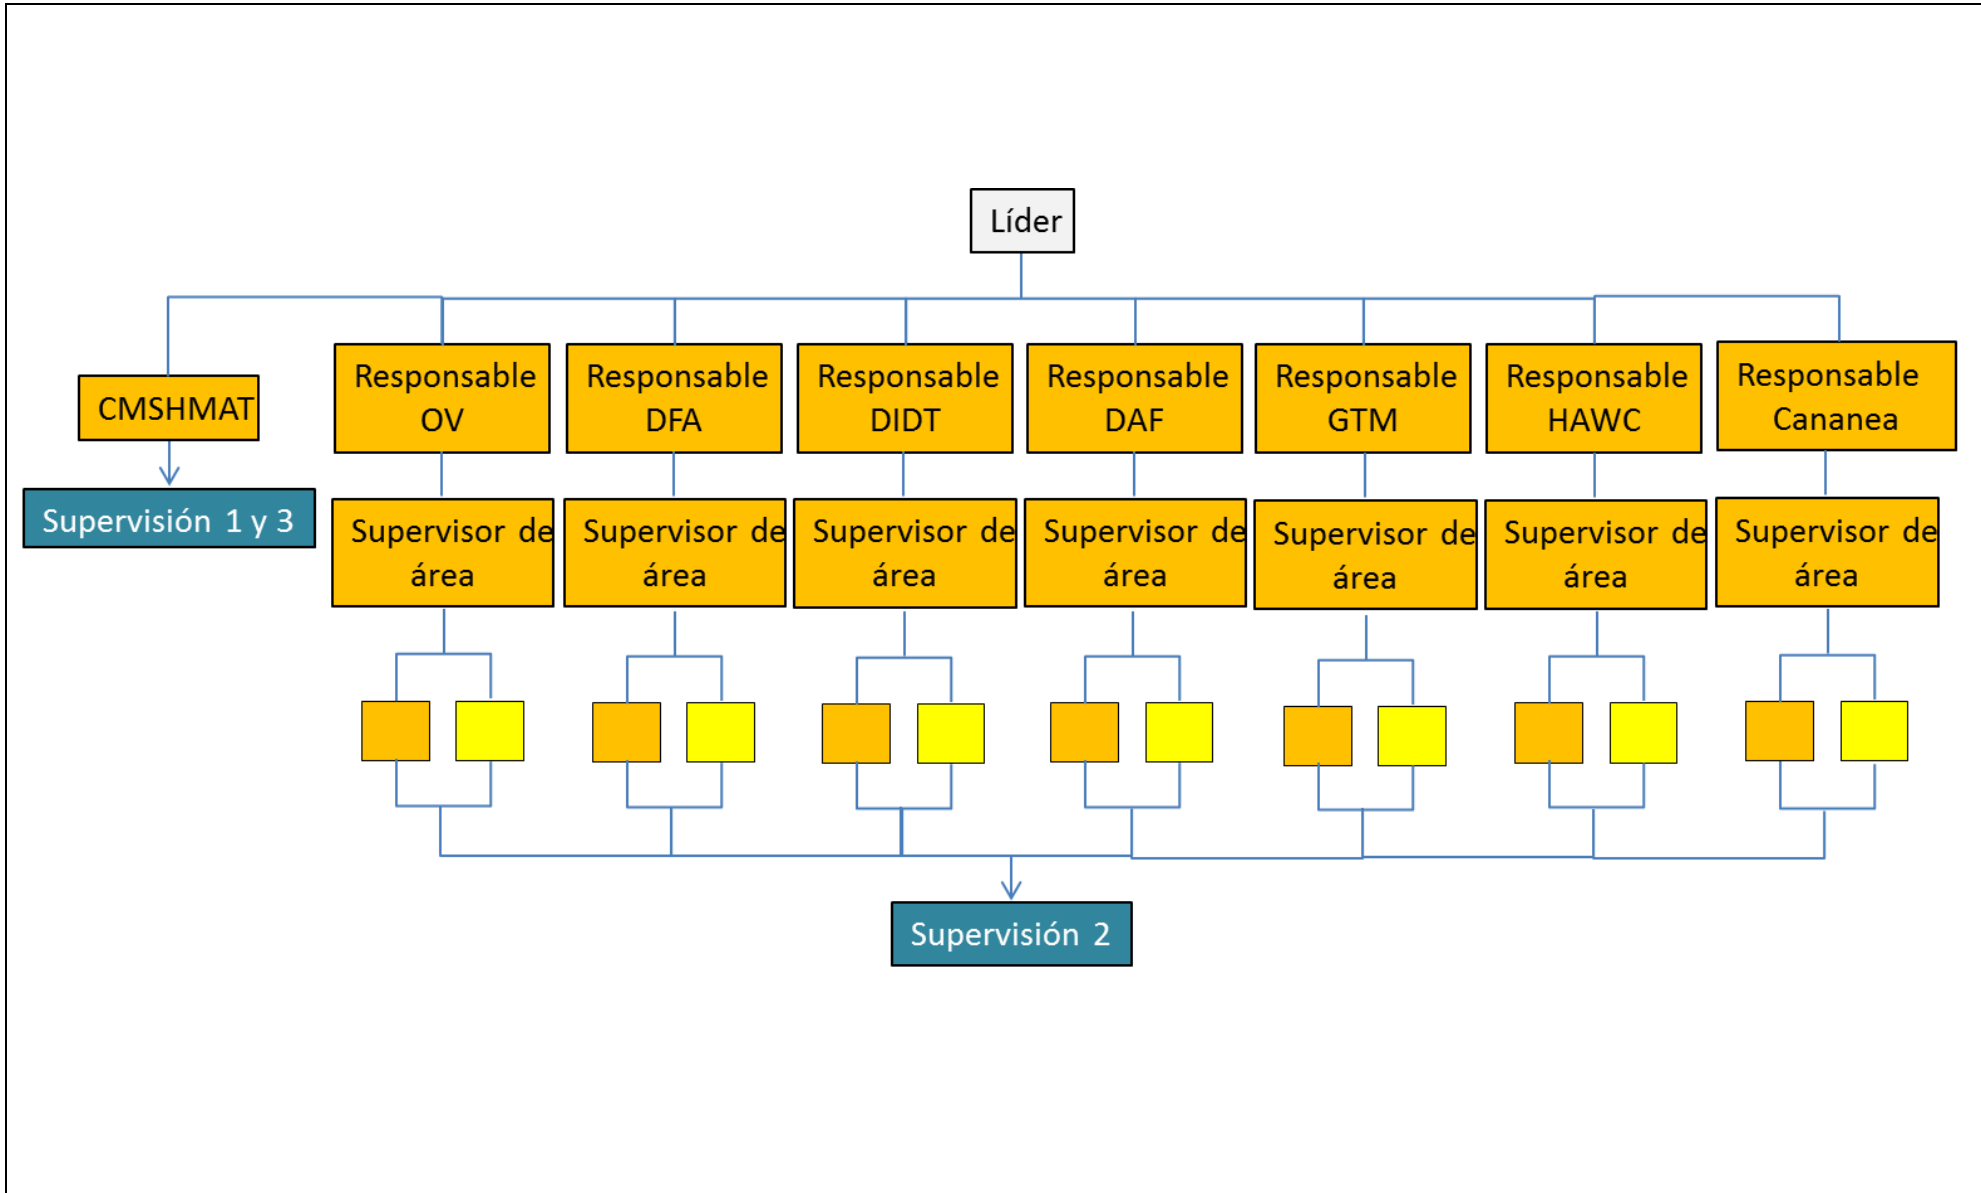 Líder
CMSHMAT
Supervisión 1 y 3
Responsable
OV
Responsable
DFA
Responsable
DIDT
Responsable
DAF
Responsable
GTM
Responsable
HAWC
Responsable
Cananea
Supervisor de
área
Supervisor de
área
Supervisor de
área
Supervisor de
área
Supervisor de
área
Supervisor de
área
Supervisor de
área
Supervisión 2